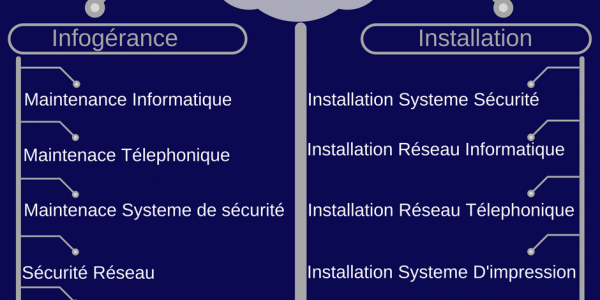 Infogérance
Maintenance Informatique
Maintenace Télephonique
Maintenace Systeme de sécurité
Sécurité Réseau
Installation
Installation Systeme Sécurité
Installation Réseau Informatique
Installation Réseau Télephonique
Installation Systeme D'impression